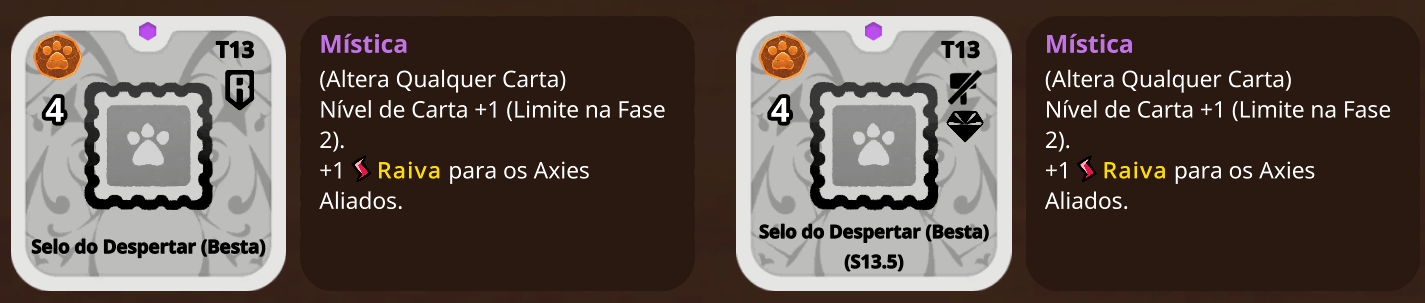 T13
4
Selo do Despertar (Besta)
Mística
(Altera Qualquer Carta)
Nível de Carta +1 (Limite na Fase
2).
+1 Raiva para os Axies
Aliados.
T13
4
Selo do Despertar (Besta)
(S13.5)
Mística
(Altera Qualquer Carta)
Nível de Carta +1 (Limite na Fase
2).
+1 Raiva para os Axies
Aliados.